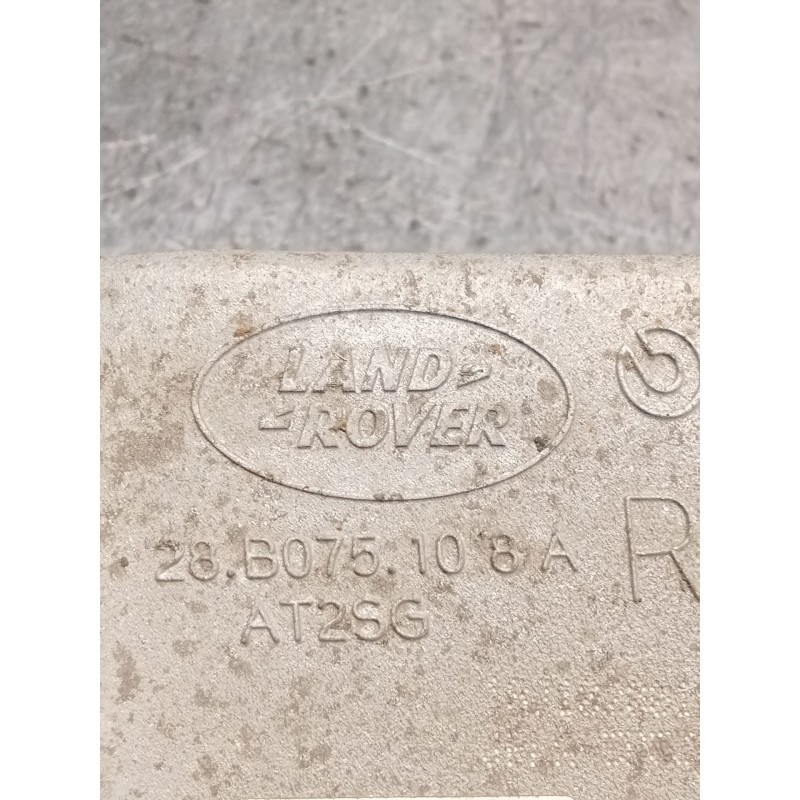 LAND
ROVER
28.B075.10 8 A
R
AT2SG